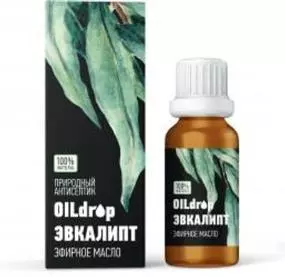 100%
ПРИРОДНЫЙ
АНТИСЕПТИК
OILdrop
ЭВКАЛИПТ
ЭФИРНОЕ МАСЛО
100%
OILdrop
ЭВКАЛИПТ
ЭФИРНОЕ МАСЛО